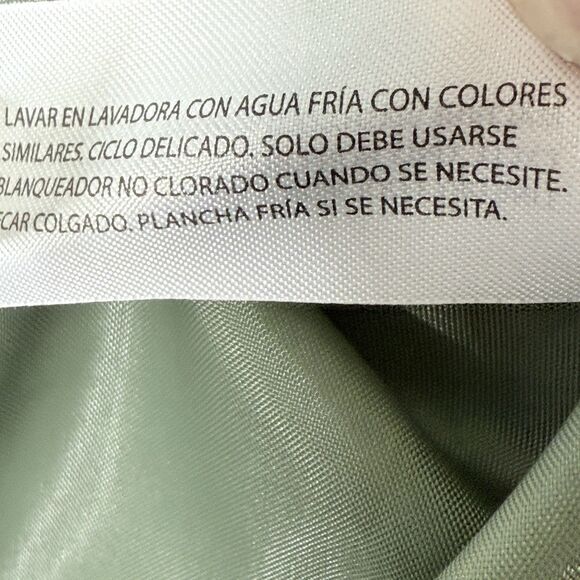 LAVAR EN LAVADORA CON AGUA FRÍA CON COLORES
SIMILARES. CICLO DELICADO. SOLO DEBE USARSE
BLANQUEADOR NO CLORADO CUANDO SE NECESITE.
ECAR COLGADO. PLANCHA FRÍA SI SE NECESITA.